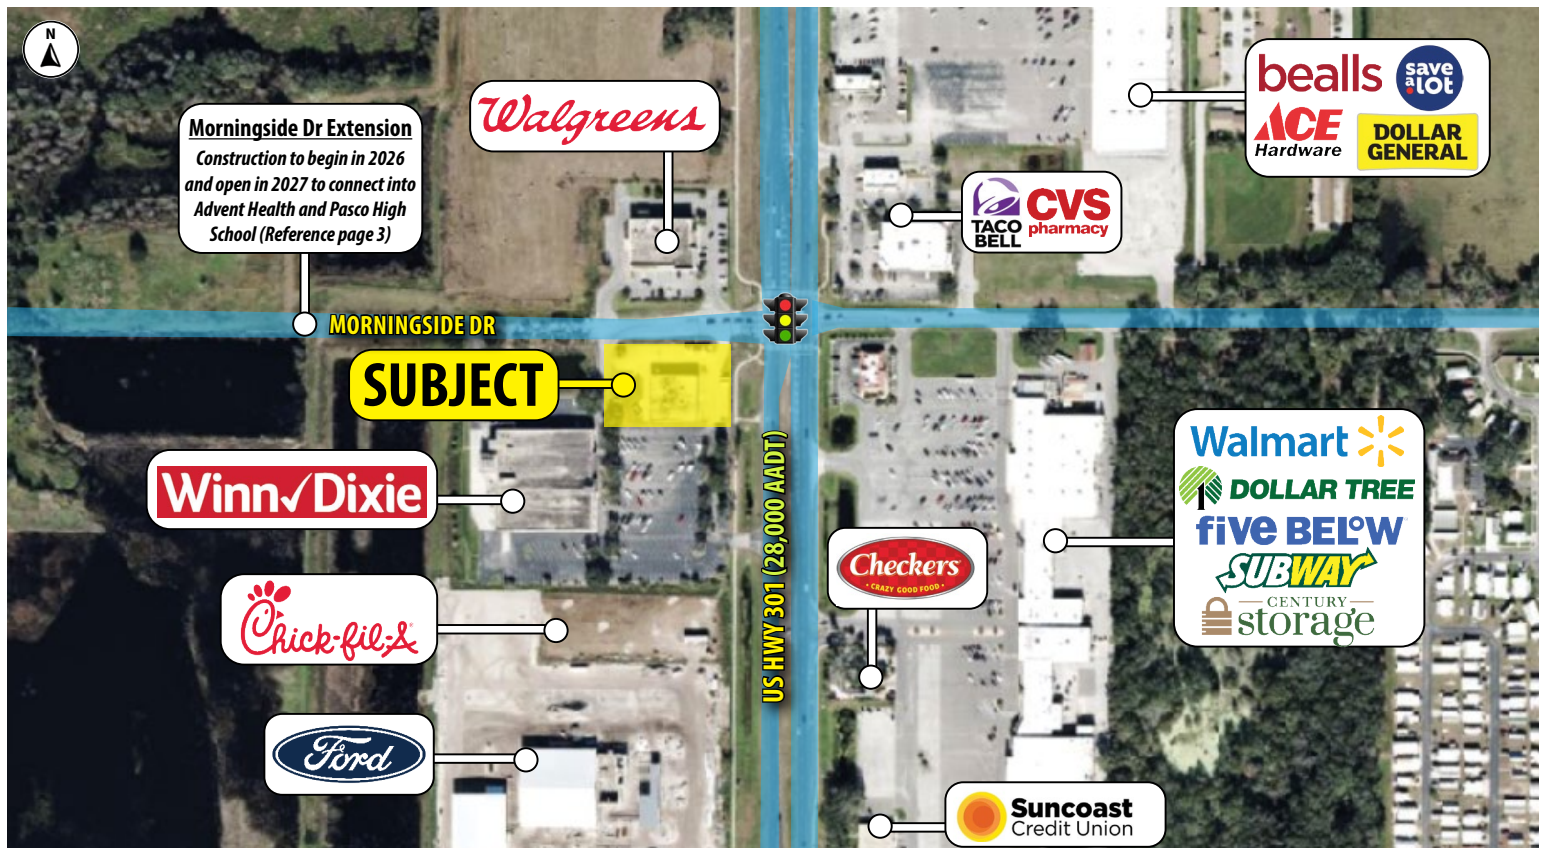 N
Morningside Dr Extension
Construction to begin in 2026
and open in 2027 to connect into
Advent Health and Pasco High
School (Reference page 3)
Walgreens
bealls
save
a
lot
ACE
Hardware
DOLLAR
GENERAL
TACO
BELL
CVS
pharmacy
MORNINGSIDE DR
SUBJECT
Winn Dixie
Chick-fil-A
Ford
US HWY 301 (28,000 AADT)
Checkers
CRAZY GOOD FOOD
Walmart
DOLLAR TREE
five BELOW
SUBWAY
CENTURY
storage
Suncoast
Credit Union